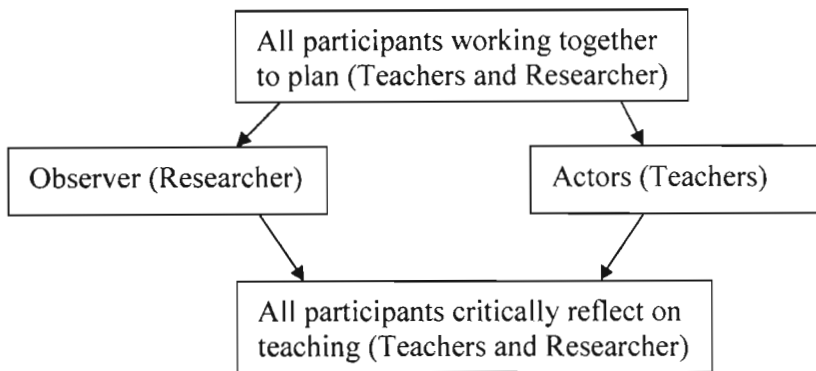 All participants working together
to plan (Teachers and Researcher)
Observer (Researcher)
Actors (Teachers)
All participants critically reflect on
teaching (Teachers and Researcher)